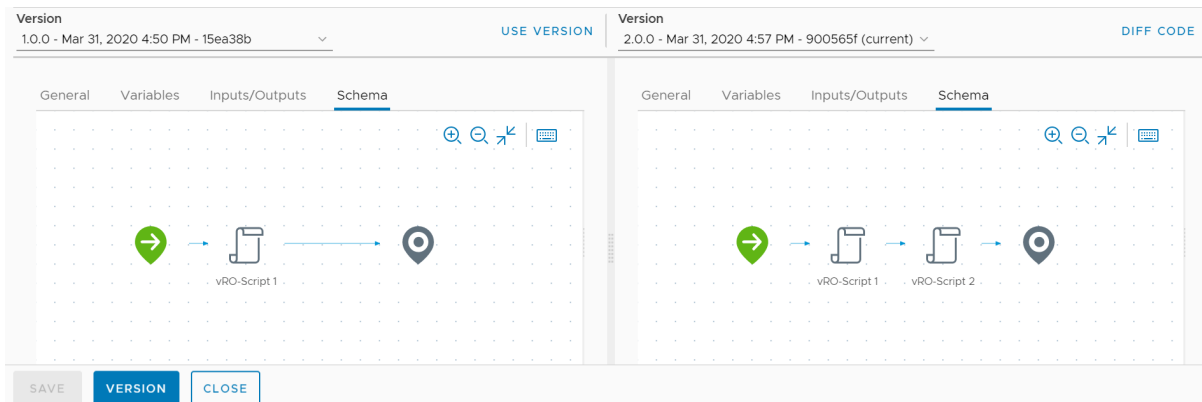 Version
1.0.0 - Mar 31, 2020 4:50 PM - 15ea38b
USE VERSION
Version
2.0.0 - Mar 31, 2020 4:57 PM - 900565f (current)
DIFF CODE
General Variables Inputs/Outputs Schema
vRO-Script 1
General Variables Inputs/Outputs Schema
vRO-Script 1 vRO-Script 2
SAVE VERSION CLOSE